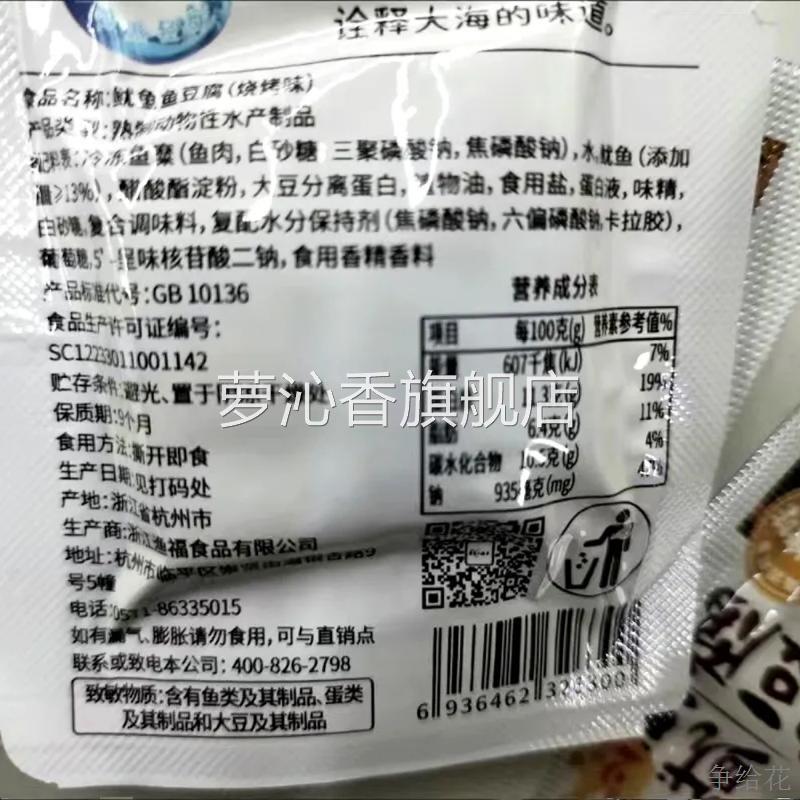 诠释大海的味道。
食品名称:鱿鱼鱼豆腐(烧烤味)
产品类型:熟制动物性水产制品
配料表:冷冻鱼糜(鱼肉,白砂糖,三聚磷酸钠,焦磷酸钠),水,鱿鱼(添加
量≥13%),醋酸酯淀粉,大豆分离蛋白,植物油,食用盐,蛋白液,味精,
白砂糖,复合调味料,复配水分保持剂(焦磷酸钠,六偏磷酸钠,卡拉胶),
葡萄糖,5'-呈味核苷酸二钠,食用香精香料
产品标准代号:GB 10136
食品生产许可证编号:
SC12233011001142
贮存条件:避光、置于
保质期:9个月
食用方法:撕开即食
生产日期:见打码处
产地:浙江省杭州市
生产商:浙江渔福食品有限公司
地址:杭州市临平区
号5幢
电话:0571-86335015
如有漏气、膨胀请勿食用,可与直销点
联系或致电本公司:400-826-2798
致敏物质:含有鱼类及其制品、蛋类
及其制品和大豆及其制品
营养成分表
项目 每100克(g) 营养素参考值%
能量 607千焦(kJ) 7%
11.3克(g) 19%
脂肪 6.4克(g) 11%
碳水化合物 10.5克(g) 4%
钠 935毫克(mg)
6 936462
萝沁香旗舰店
争给花